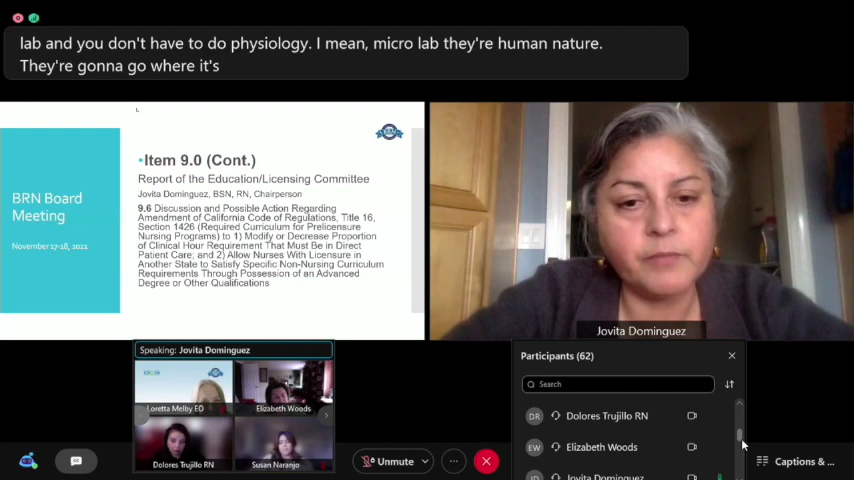 lab and you don't have to do physiology. I mean, micro lab they're human nature.
They're gonna go where it's
BRN Board
Meeting
November 17-18, 2021
•Item 9.0 (Cont.)
Report of the Education/Licensing Committee
Jovita Dominguez, BSN, RN, Chairperson
9.6 Discussion and Possible Action Regarding
Amendment of California Code of Regulations, Title 16,
Section 1426 (Required Curriculum for Prelicensure
Nursing Programs) to 1) Modify or Decrease Proportion
of Clinical Hour Requirement That Must Be in Direct
Patient Care; and 2) Allow Nurses With Licensure in
Another State to Satisfy Specific Non-Nursing Curriculum
Requirements Through Possession of an Advanced
Degree or Other Qualifications
Jovita Dominguez
Speaking: Jovita Dominguez
Loretta Melby EO
Elizabeth Woods
Dolores Trujillo RN
Susan Naranjo
Participants (62)
Search
DR Dolores Trujillo RN
EW Elizabeth Woods
Jovita Dominguez
Unmute
Captions & ...